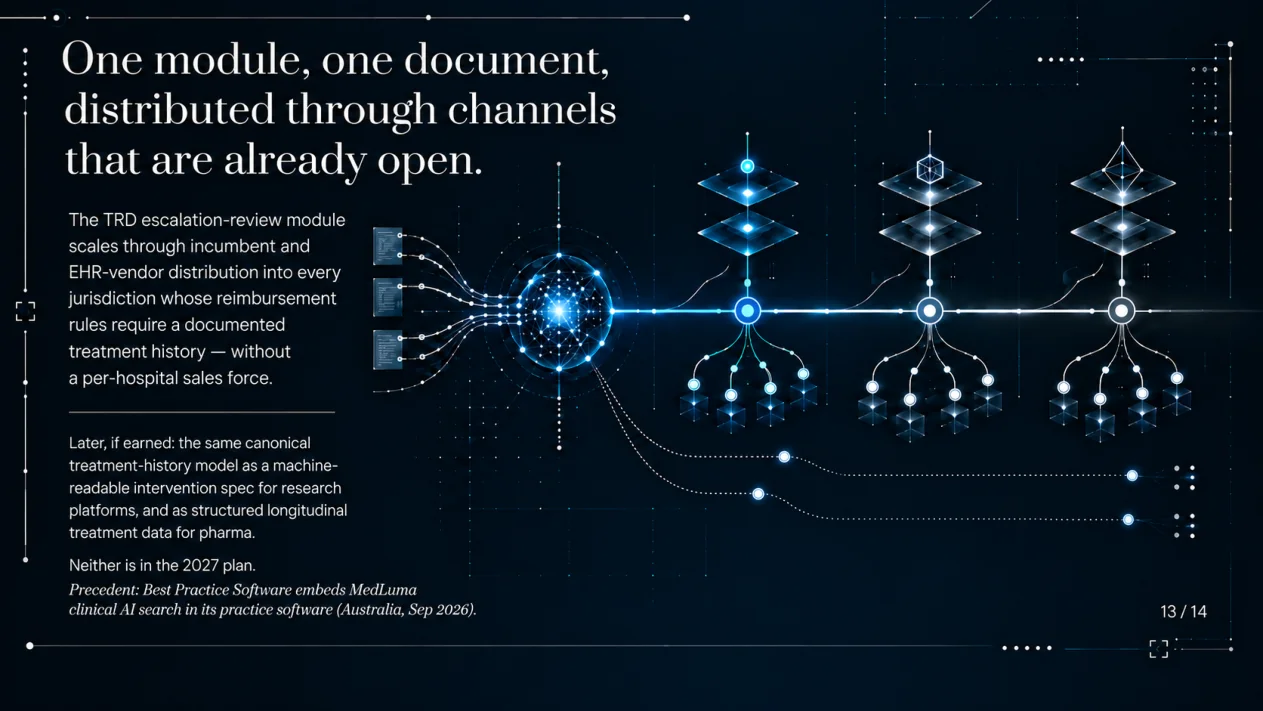 One module, one document,
distributed through channels
that are already open.
The TRD escalation-review module
scales through incumbent and
EHR-vendor distribution into every
jurisdiction whose reimbursement
rules require a documented
treatment history — without
a per-hospital sales force.
Later, if earned: the same canonical
treatment-history model as a machine-
readable intervention spec for research
platforms, and as structured longitudinal
treatment data for pharma.
Neither is in the 2027 plan.
Precedent: Best Practice Software embeds MedLuma
clinical AI search in its practice software (Australia, Sep 2026).
13 / 14